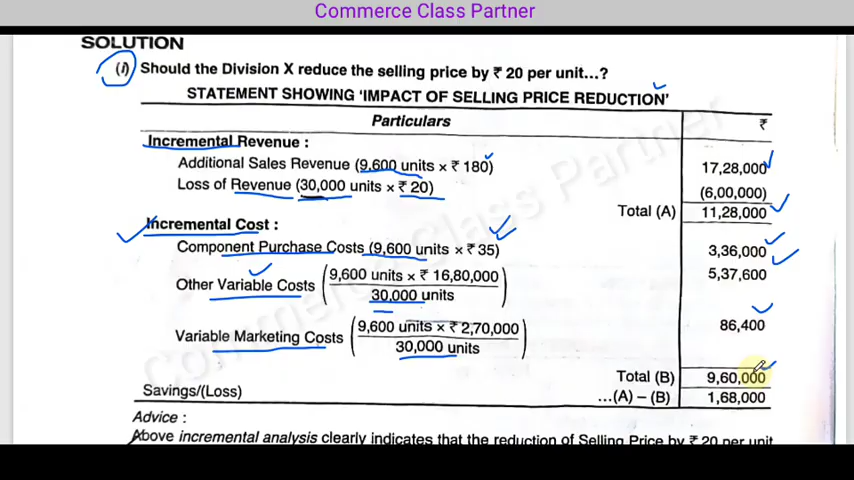 Commerce Class Partner
SOLUTION
(i) Should the Division X reduce the selling price by ₹ 20 per unit...?
STATEMENT SHOWING 'IMPACT OF SELLING PRICE REDUCTION'
Particulars ₹
Incremental Revenue :
Additional Sales Revenue (9,600 units × ₹ 180) 17,28,000
Loss of Revenue (30,000 units × ₹ 20) (6,00,000)
Total (A) 11,28,000
Incremental Cost :
Component Purchase Costs (9,600 units × ₹ 35) 3,36,000
Other Variable Costs (9,600 units × ₹ 16,80,000 / 30,000 units) 5,37,600
Variable Marketing Costs (9,600 units × ₹ 2,70,000 / 30,000 units) 86,400
Total (B) 9,60,000
Savings/(Loss) ...(A) – (B) 1,68,000
Advice :
Above incremental analysis clearly indicates that the reduction of Selling Price by ₹ 20 per unit
Commerce Class Partner